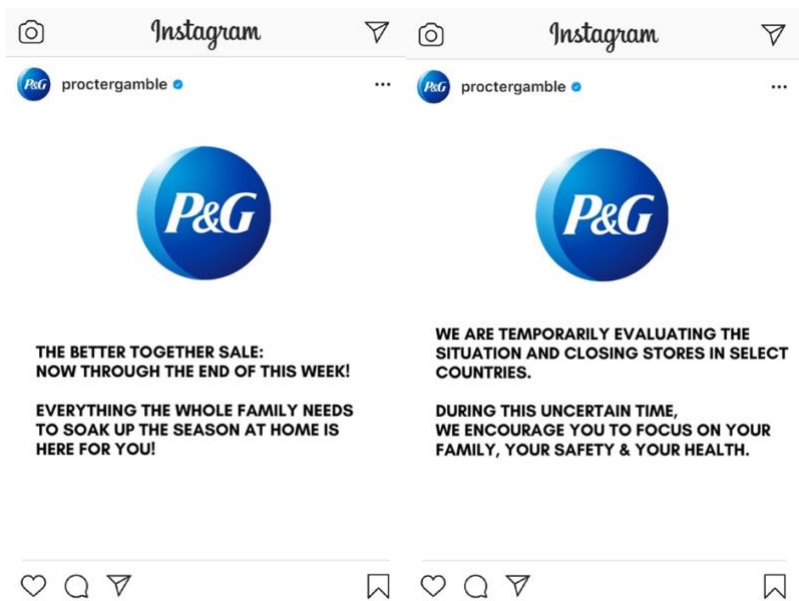 Instagram
P&G proctergamble
P&G
THE BETTER TOGETHER SALE:
NOW THROUGH THE END OF THIS WEEK!
EVERYTHING THE WHOLE FAMILY NEEDS
TO SOAK UP THE SEASON AT HOME IS
HERE FOR YOU!
Instagram
P&G proctergamble
P&G
WE ARE TEMPORARILY EVALUATING THE
SITUATION AND CLOSING STORES IN SELECT
COUNTRIES.
DURING THIS UNCERTAIN TIME,
WE ENCOURAGE YOU TO FOCUS ON YOUR
FAMILY, YOUR SAFETY & YOUR HEALTH.